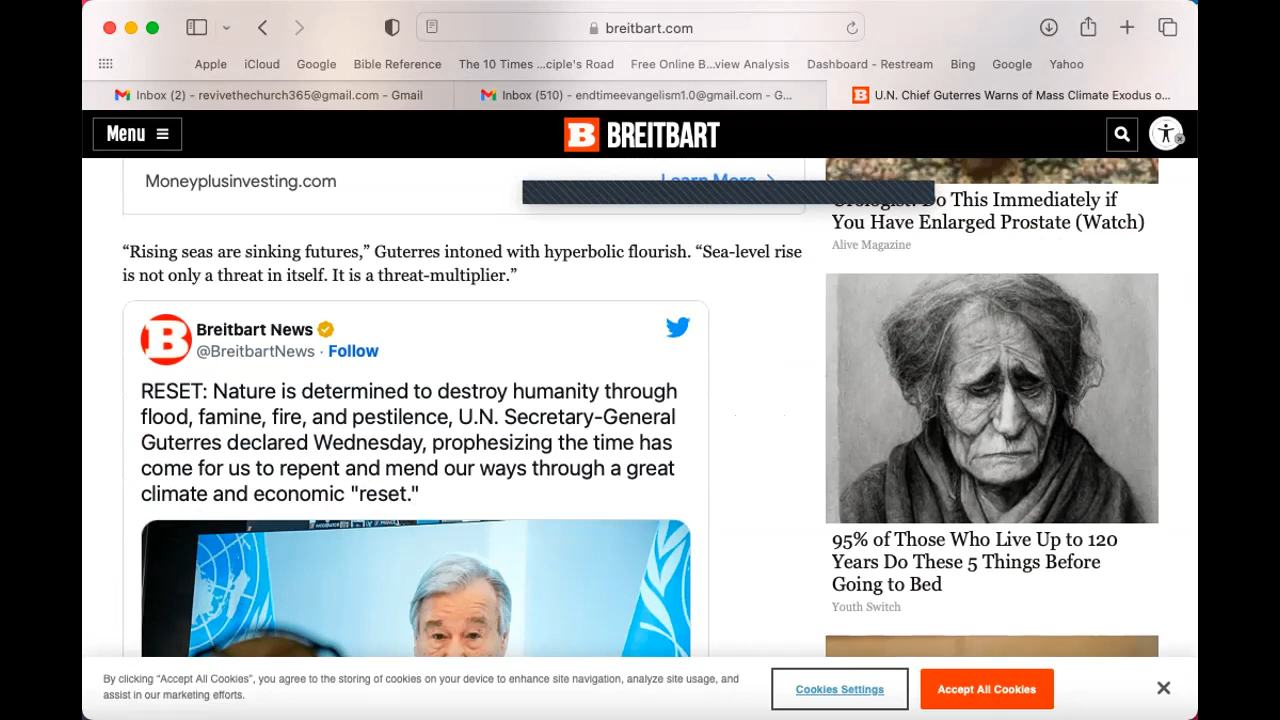 breitbart.com
Apple iCloud Google Bible Reference The 10 Times ...ciple's Road Free Online B...view Analysis Dashboard - Restream Bing Google Yahoo
Inbox (2) - revivethechurch365@gmail.com - Gmail
Inbox (510) - endtimeevangelism1.0@gmail.com - G...
B U.N. Chief Guterres Warns of Mass Climate Exodus o...
Menu
B BREITBART
Moneyplusinvesting.com
Learn More
“Rising seas are sinking futures,” Guterres intoned with hyperbolic flourish. “Sea-level rise
is not only a threat in itself. It is a threat-multiplier.”
B
Breitbart News
@BreitbartNews · Follow
RESET: Nature is determined to destroy humanity through
flood, famine, fire, and pestilence, U.N. Secretary-General
Guterres declared Wednesday, prophesizing the time has
come for us to repent and mend our ways through a great
climate and economic "reset."
Urologist: Do This Immediately if
You Have Enlarged Prostate (Watch)
Alive Magazine
95% of Those Who Live Up to 120
Years Do These 5 Things Before
Going to Bed
Youth Switch
By clicking “Accept All Cookies”, you agree to the storing of cookies on your device to enhance site navigation, analyze site usage, and
assist in our marketing efforts.
Cookies Settings
Accept All Cookies